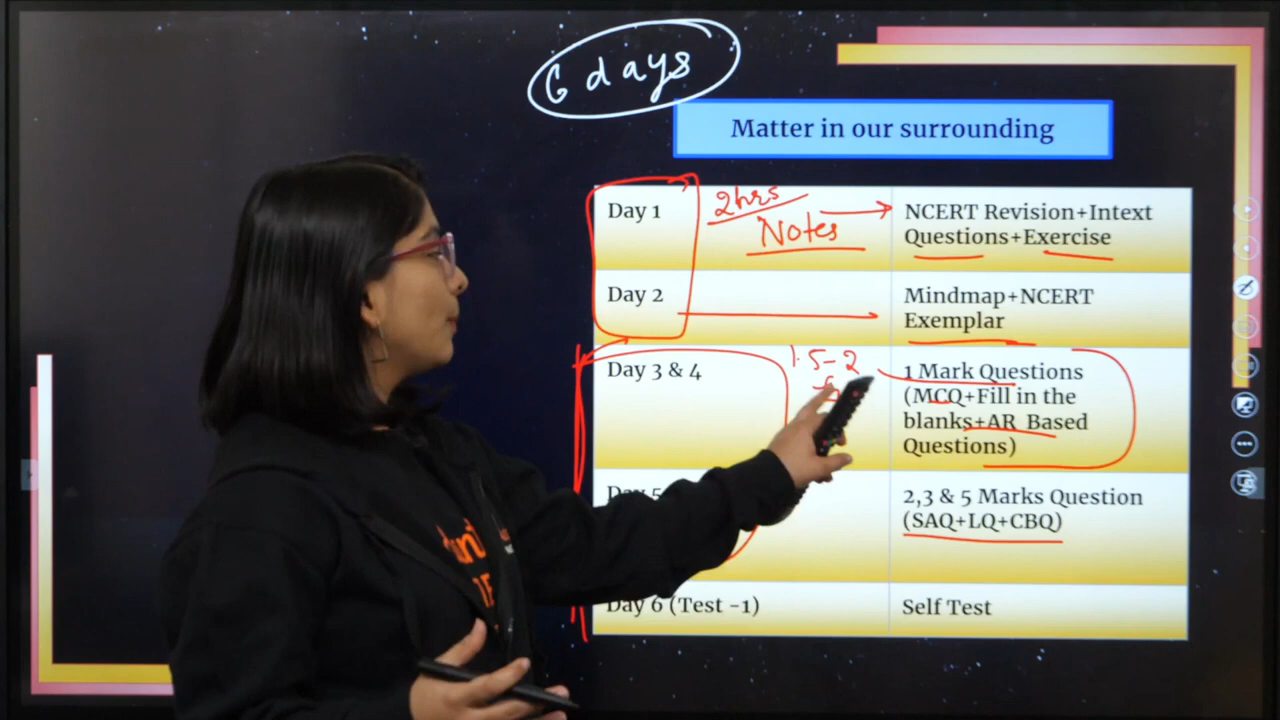 6 days
Matter in our surrounding
Day 1
2hrs
Notes
NCERT Revision+Intext
Questions+Exercise
Day 2
Mindmap+NCERT
Exemplar
Day 3 & 4
1.5-2
1 Mark Questions
(MCQ+Fill in the
blanks+AR Based
Questions)
Day 5
2,3 & 5 Marks Question
(SAQ+LQ+CBQ)
Day 6 (Test -1)
Self Test